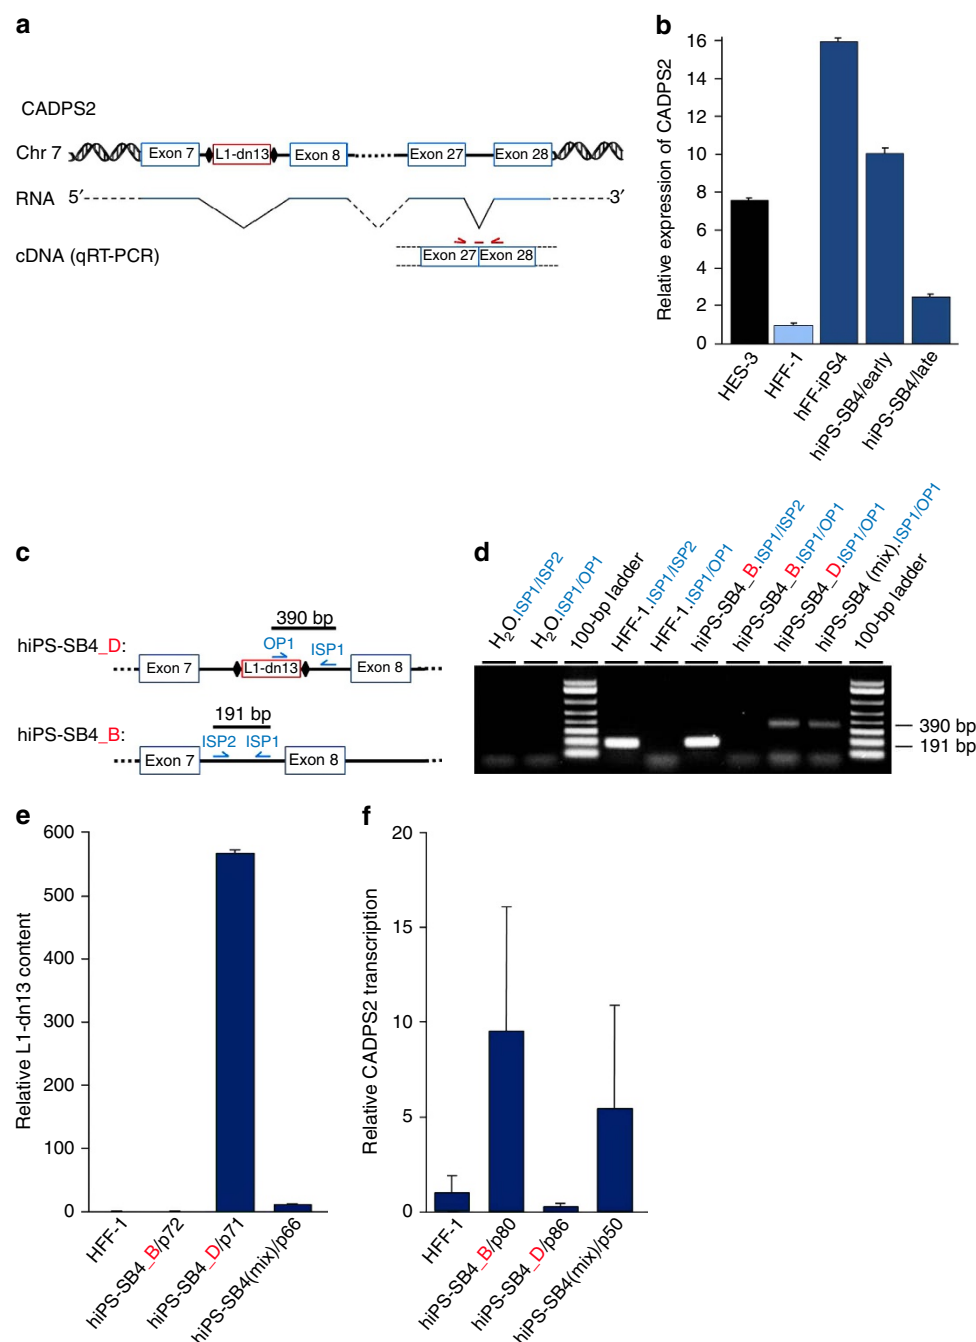 a
CADPS2
Chr 7
Exon 7
L1-dn13
Exon 8
Exon 27
Exon 28
RNA 5′ 3′
cDNA (qRT-PCR)
Exon 27 Exon 28
b
Relative expression of CADPS2
16
14
12
10
8
6
4
2
0
HES-3
HFF-1
hFF-iPS4
hiPS-SB4/early
hiPS-SB4/late
c
390 bp
hiPS-SB4_D:
OP1
ISP1
Exon 7
L1-dn13
Exon 8
191 bp
hiPS-SB4_B:
ISP2
ISP1
Exon 7
Exon 8
d
H2O.ISP1/ISP2
H2O.ISP1/OP1
100-bp ladder
HFF-1.ISP1/ISP2
HFF-1.ISP1/OP1
hiPS-SB4_B.ISP1/ISP2
hiPS-SB4_B.ISP1/OP1
hiPS-SB4_D.ISP1/OP1
hiPS-SB4 (mix).ISP1/OP1
100-bp ladder
390 bp
191 bp
e
Relative L1-dn13 content
600
500
400
300
200
100
0
HFF-1
hiPS-SB4_B/p72
hiPS-SB4_D/p71
hiPS-SB4(mix)/p66
f
Relative CADPS2 transcription
20
15
10
5
0
HFF-1
hiPS-SB4_B/p80
hiPS-SB4_D/p86
hiPS-SB4(mix)/p50